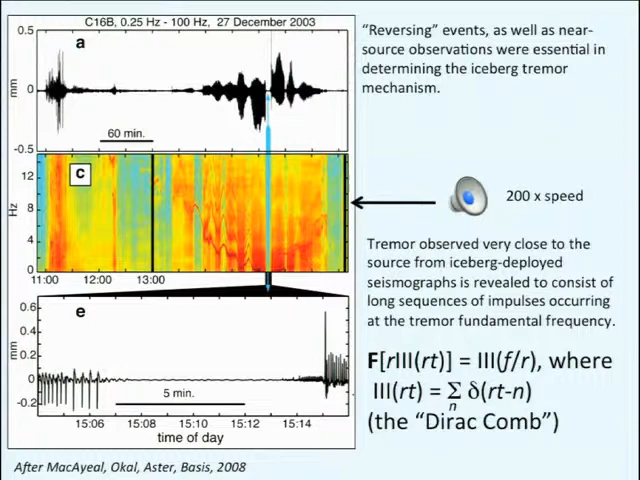 C16B, 0.25 Hz - 100 Hz, 27 December 2003
a
0.5
0
-0.5
mm
60 min.
c
12
8
4
0
Hz
11:00 12:00 13:00
e
0.6
0.4
0.2
0
-0.2
mm
5 min.
15:06 15:08 15:10 15:12 15:14
time of day
After MacAyeal, Okal, Aster, Basis, 2008
“Reversing” events, as well as near-
source observations were essential in
determining the iceberg tremor
mechanism.
200 x speed
Tremor observed very close to the
source from iceberg-deployed
seismographs is revealed to consist of
long sequences of impulses occurring
at the tremor fundamental frequency.
F[rIII(rt)] = III(f/r), where
III(rt) = Σ δ(rt-n)
n
(the “Dirac Comb”)